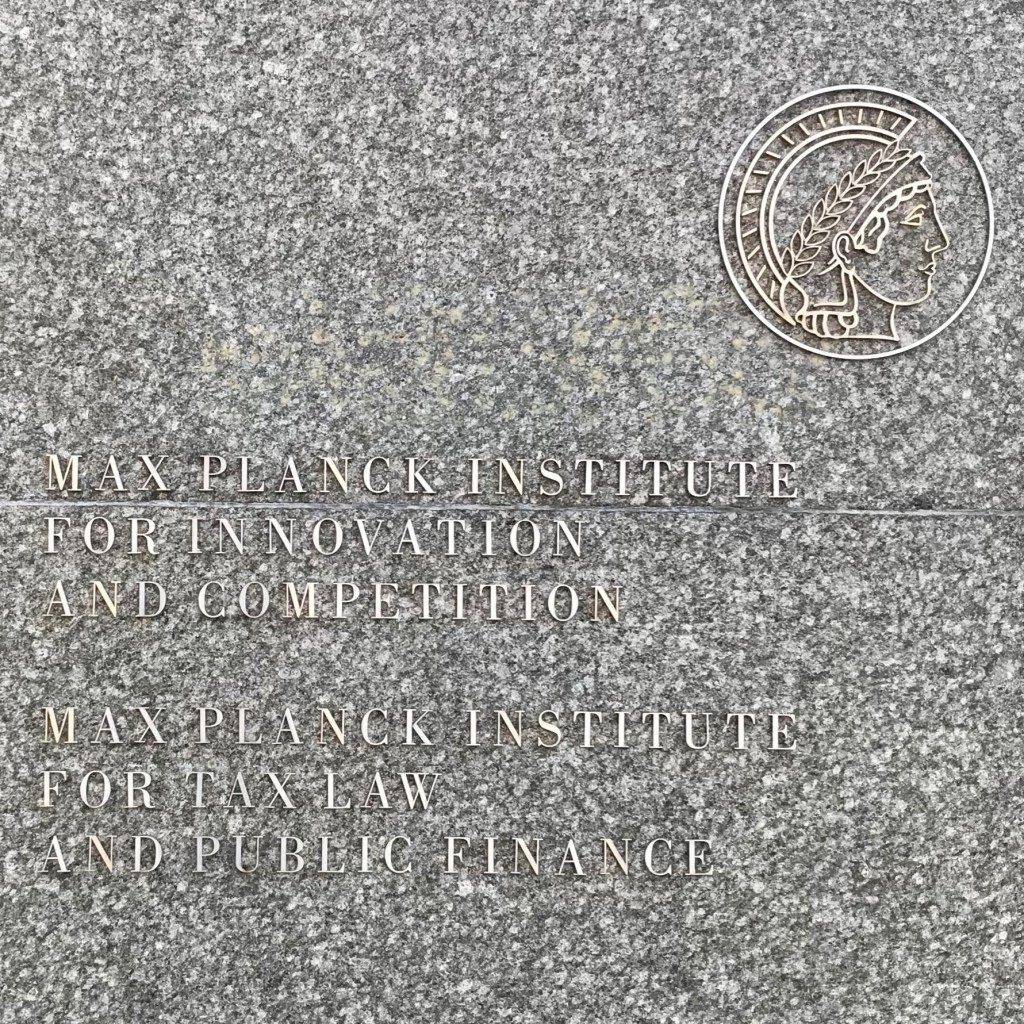 MAX PLANCK INSTITUTE
FOR INNOVATION
AND COMPETITION
MAX PLANCK INSTITUTE
FOR TAX LAW
AND PUBLIC FINANCE